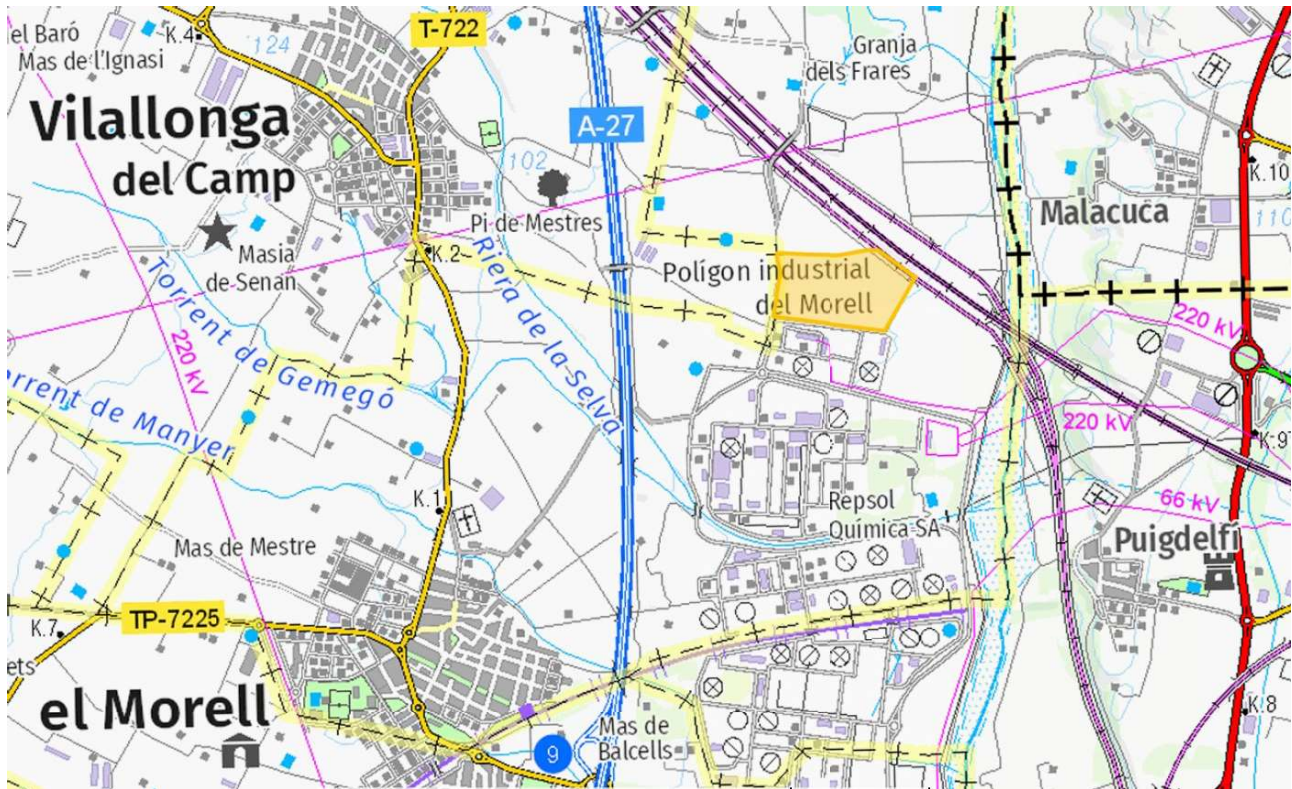 el Baró
K.4
124
T-722
Mas de l'Ignasi
Granja
dels Frares
Vilallonga
del Camp
A-27
102
K.10
Pi de Mestres
Malacuca
110
Masia
de Senan
K.2
Polígon industrial
del Morell
Torrent de Gemegó
Riera de la Selva
220 kV
220 kV
orrent de Manyer
220 kV
K.9
K.1
Repsol
Química SA
66 kV
Puigdelfí
Mas de Mestre
TP-7225
K.7
ets
el Morell
Mas de
Balcells
9
K.8